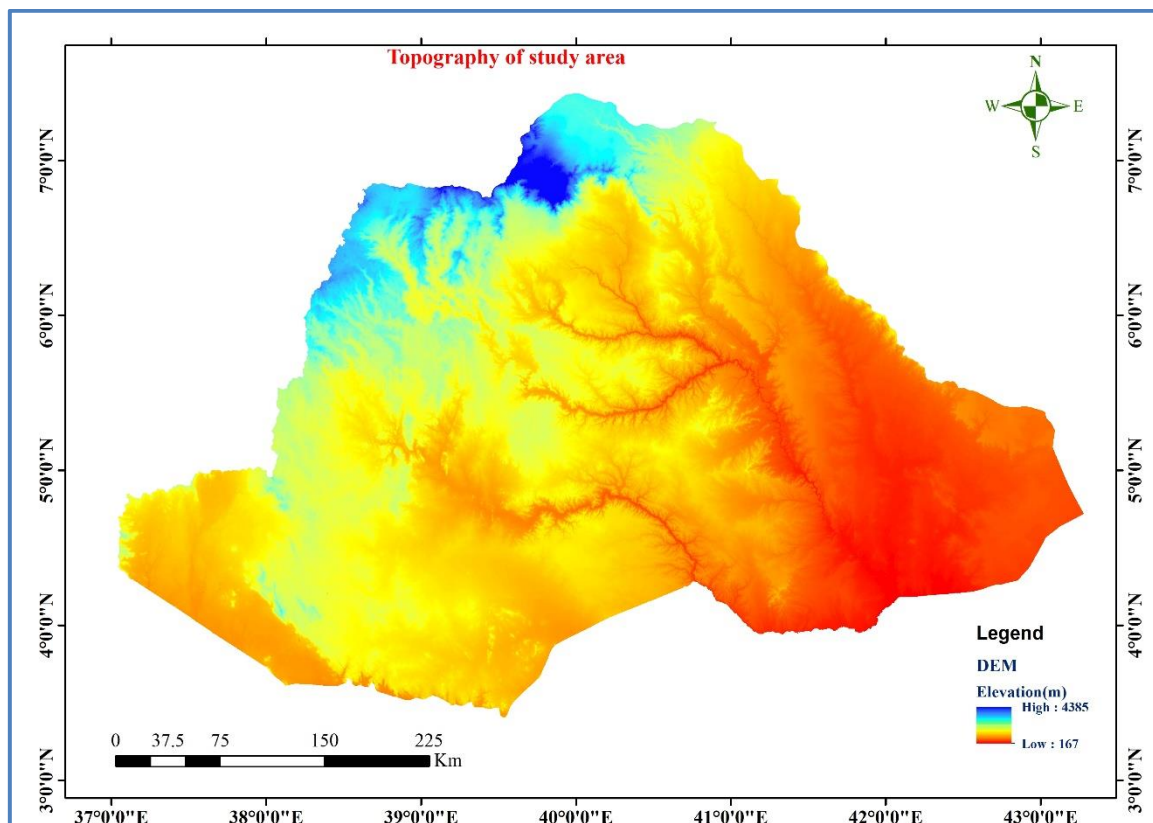 Topography of study area
N
W E
S
7°0'0"N 7°0'0"N
6°0'0"N 6°0'0"N
5°0'0"N 5°0'0"N
4°0'0"N 4°0'0"N
3°0'0"N 3°0'0"N
Legend
DEM
Elevation(m)
High : 4385
Low : 167
0 37.5 75 150 225
Km
37°0'0"E 38°0'0"E 39°0'0"E 40°0'0"E 41°0'0"E 42°0'0"E 43°0'0"E